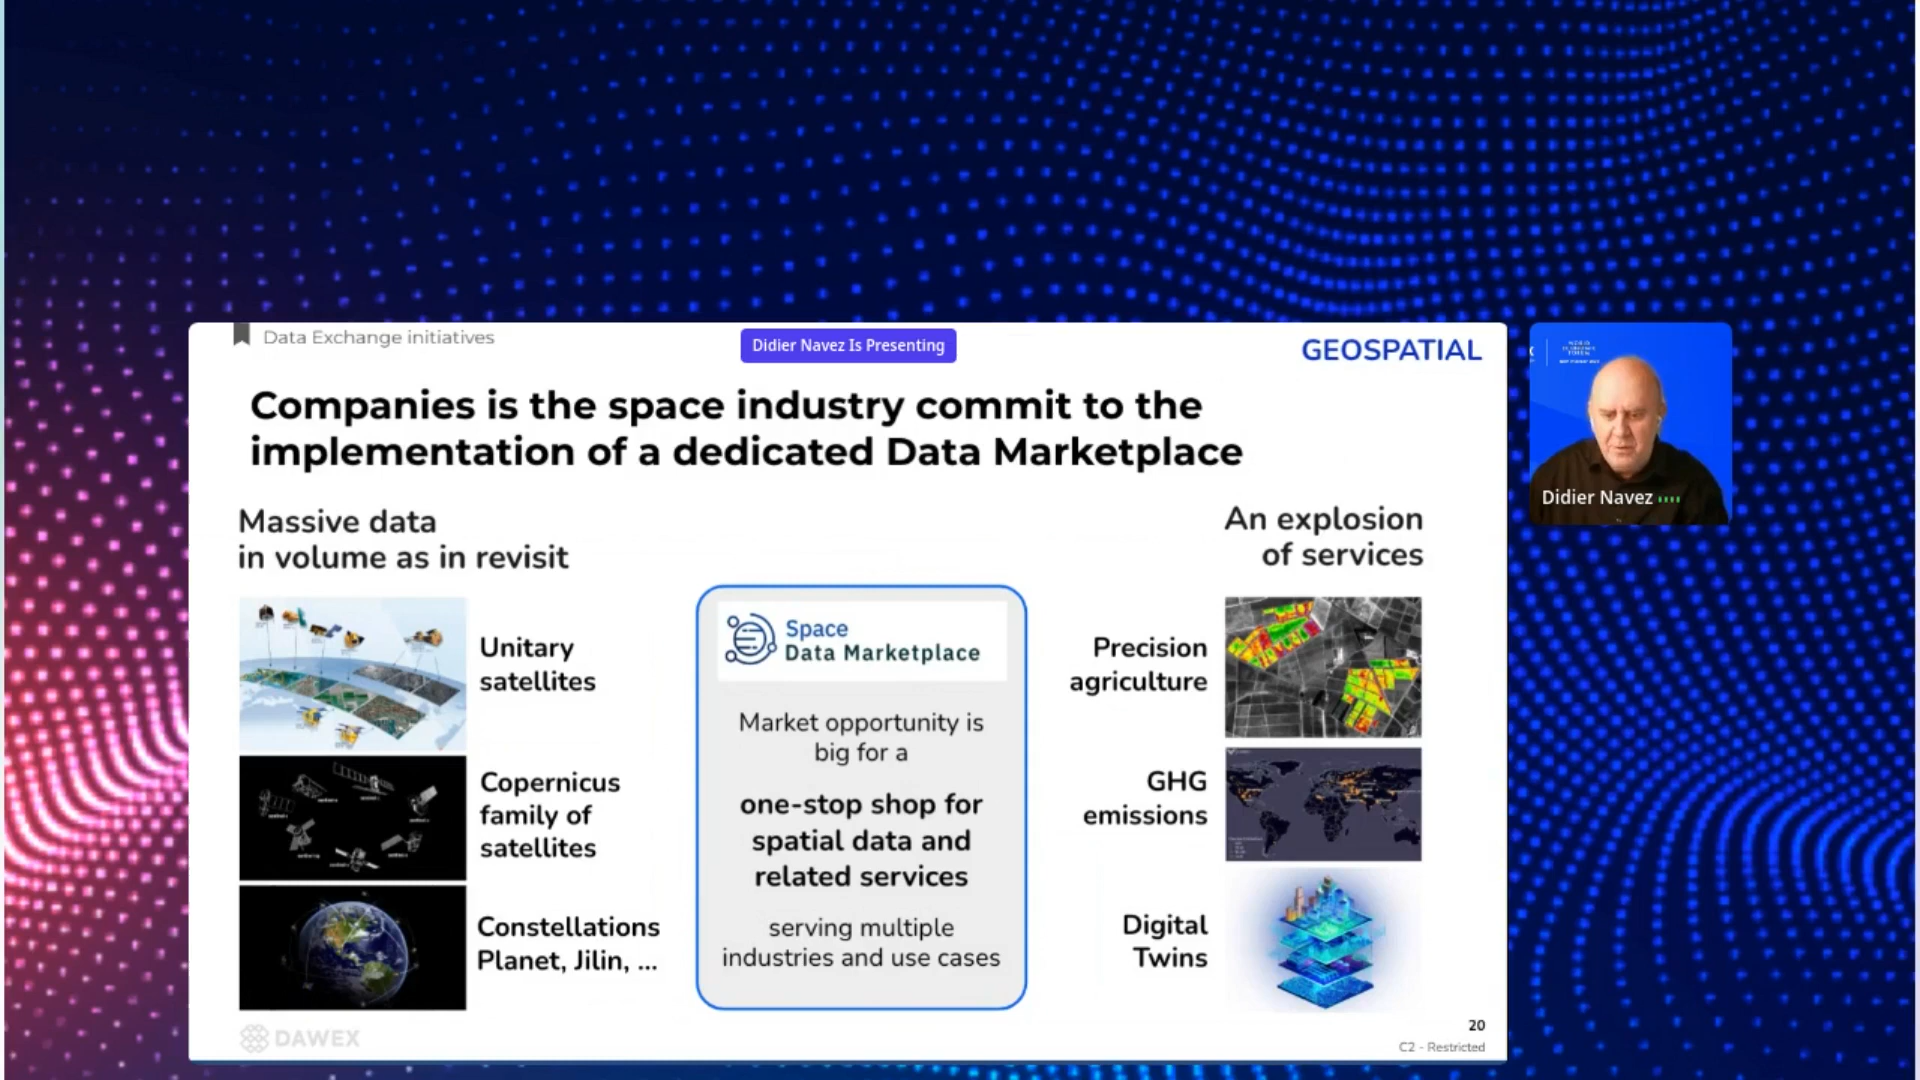 Data Exchange initiatives
Didier Navez Is Presenting
GEOSPATIAL
Companies is the space industry commit to the
implementation of a dedicated Data Marketplace
Massive data
in volume as in revisit
Unitary
satellites
Copernicus
family of
satellites
Constellations
Planet, Jilin, ...
Space
Data Marketplace
Market opportunity is
big for a
one-stop shop for
spatial data and
related services
serving multiple
industries and use cases
An explosion
of services
Precision
agriculture
GHG
emissions
Digital
Twins
DAWEX
20
C2 - Restricted
Didier Navez